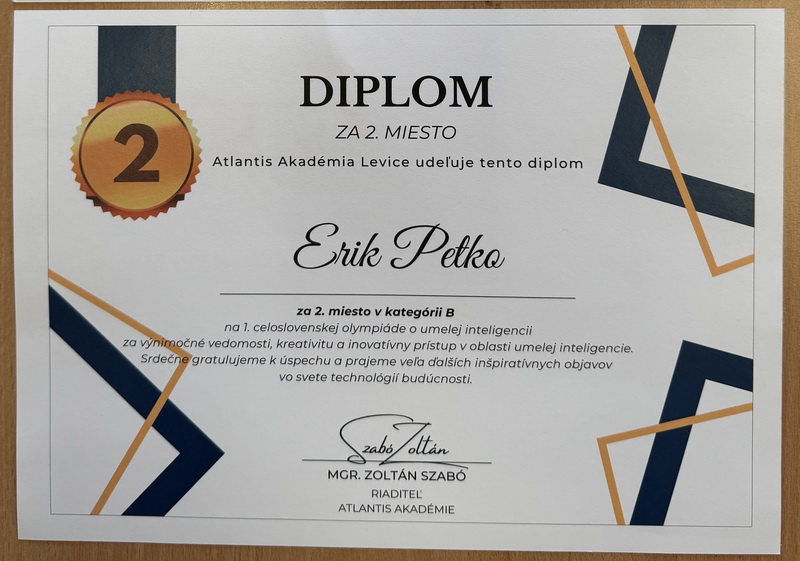 2
DIPLOM
ZA 2. MIESTO
Atlantis Akadémia Levice udeľuje tento diplom
Erik Peťko
za 2. miesto v kategórii B
na 1. celoslovenskej olympiáde o umelej inteligencii
za výnimočné vedomosti, kreativitu a inovatívny prístup v oblasti umelej inteligencie.
Srdečne gratulujeme k úspechu a prajeme veľa ďalších inšpiratívnych objavov
vo svete technológií budúcnosti.
Szabó Zoltán
MGR. ZOLTÁN SZABÓ
RIADITEĽ
ATLANTIS AKADÉMIE